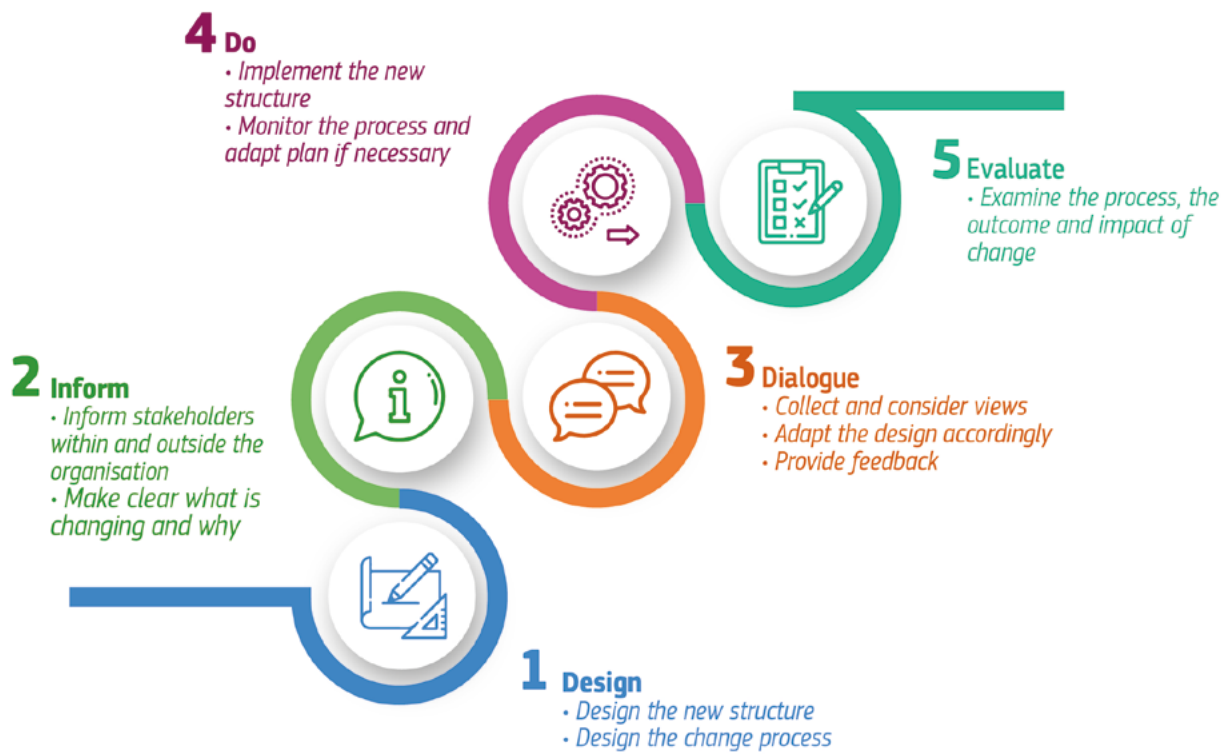 4 Do
• Implement the new
structure
• Monitor the process and
adapt plan if necessary
5 Evaluate
• Examine the process, the
outcome and impact of
change
2 Inform
• Inform stakeholders
within and outside the
organisation
• Make clear what is
changing and why
3 Dialogue
• Collect and consider views
• Adapt the design accordingly
• Provide feedback
1 Design
• Design the new structure
• Design the change process